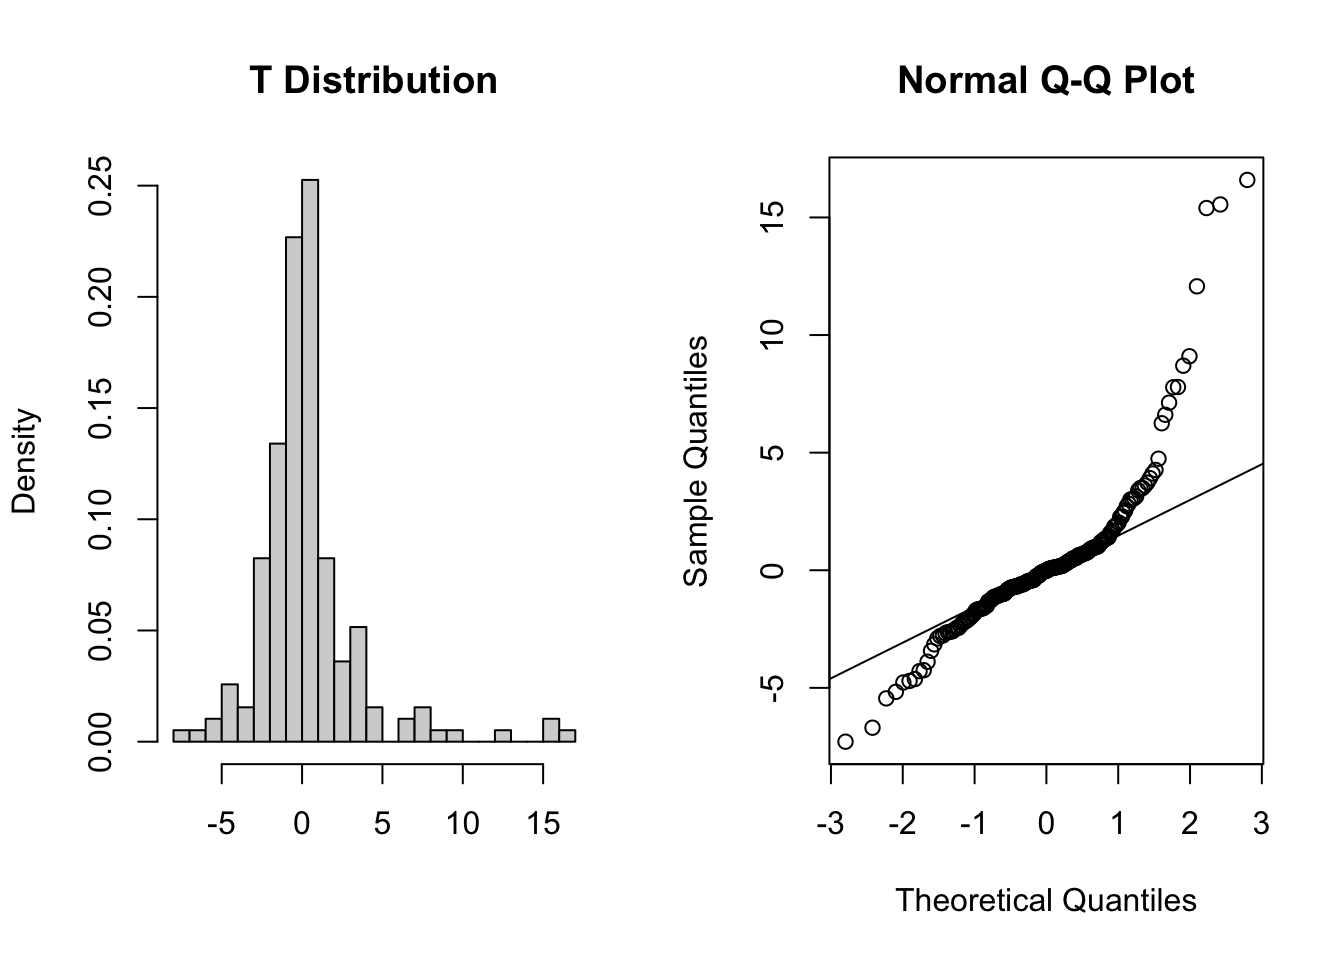 T Distribution
Density
0.00 0.05 0.10 0.15 0.20 0.25
-5 0 5 10 15
Normal Q-Q Plot
Sample Quantiles
-5 0 5 10 15
-3 -2 -1 0 1 2 3
Theoretical Quantiles